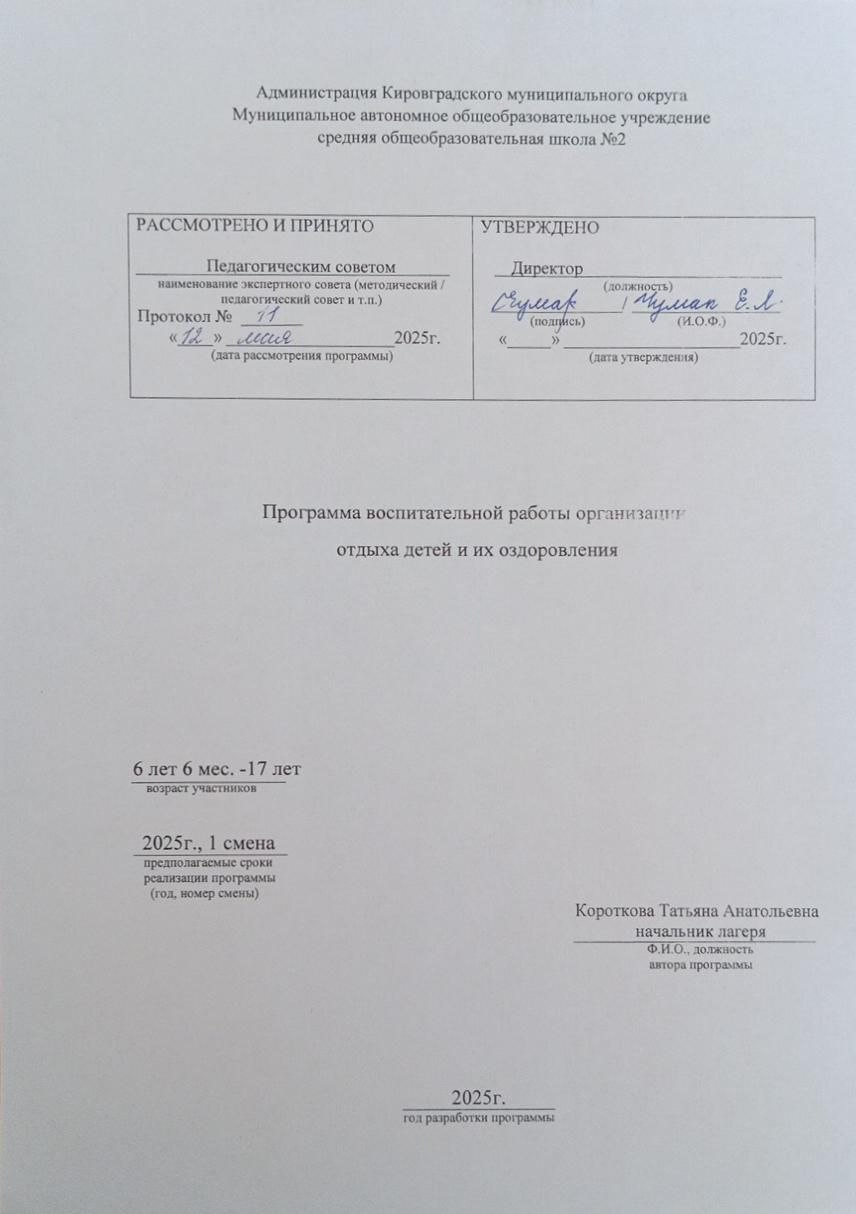 Администрация Кировградского муниципального округа
Муниципальное автономное общеобразовательное учреждение
средняя общеобразовательная школа №2
РАССМОТРЕНО И ПРИНЯТО
Педагогическим советом
наименование экспертного совета (методический /
педагогический совет и т.п.)
Протокол № 11
«12» мая 2025г.
(дата рассмотрения программы)
УТВЕРЖДЕНО
Директор
(должность)
/ Чумак Е.А.
(подпись) (И.О.Ф.)
«_____» ____________________2025г.
(дата утверждения)
Программа воспитательной работы организации
отдыха детей и их оздоровления
6 лет 6 мес. -17 лет
возраст участников
2025г., 1 смена
предполагаемые сроки
реализации программы
(год, номер смены)
Короткова Татьяна Анатольевна
начальник лагеря
Ф.И.О., должность
автора программы
2025г.
год разработки программы